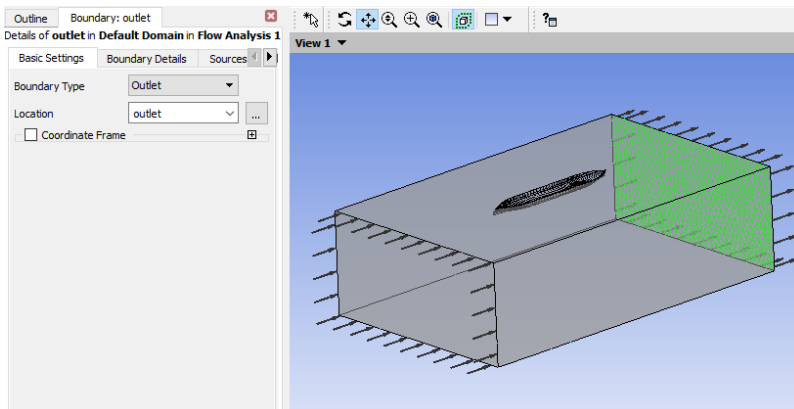 Outline Boundary: outlet
Details of outlet in Default Domain in Flow Analysis 1
Basic Settings Boundary Details Sources
Boundary Type Outlet
Location outlet ...
Coordinate Frame
View 1